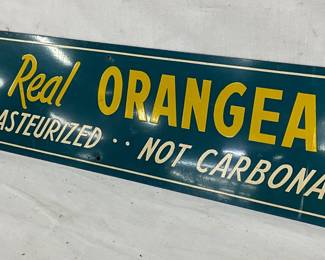 Real ORANGEA
ASTEURIZED ·· NOT CARBONA